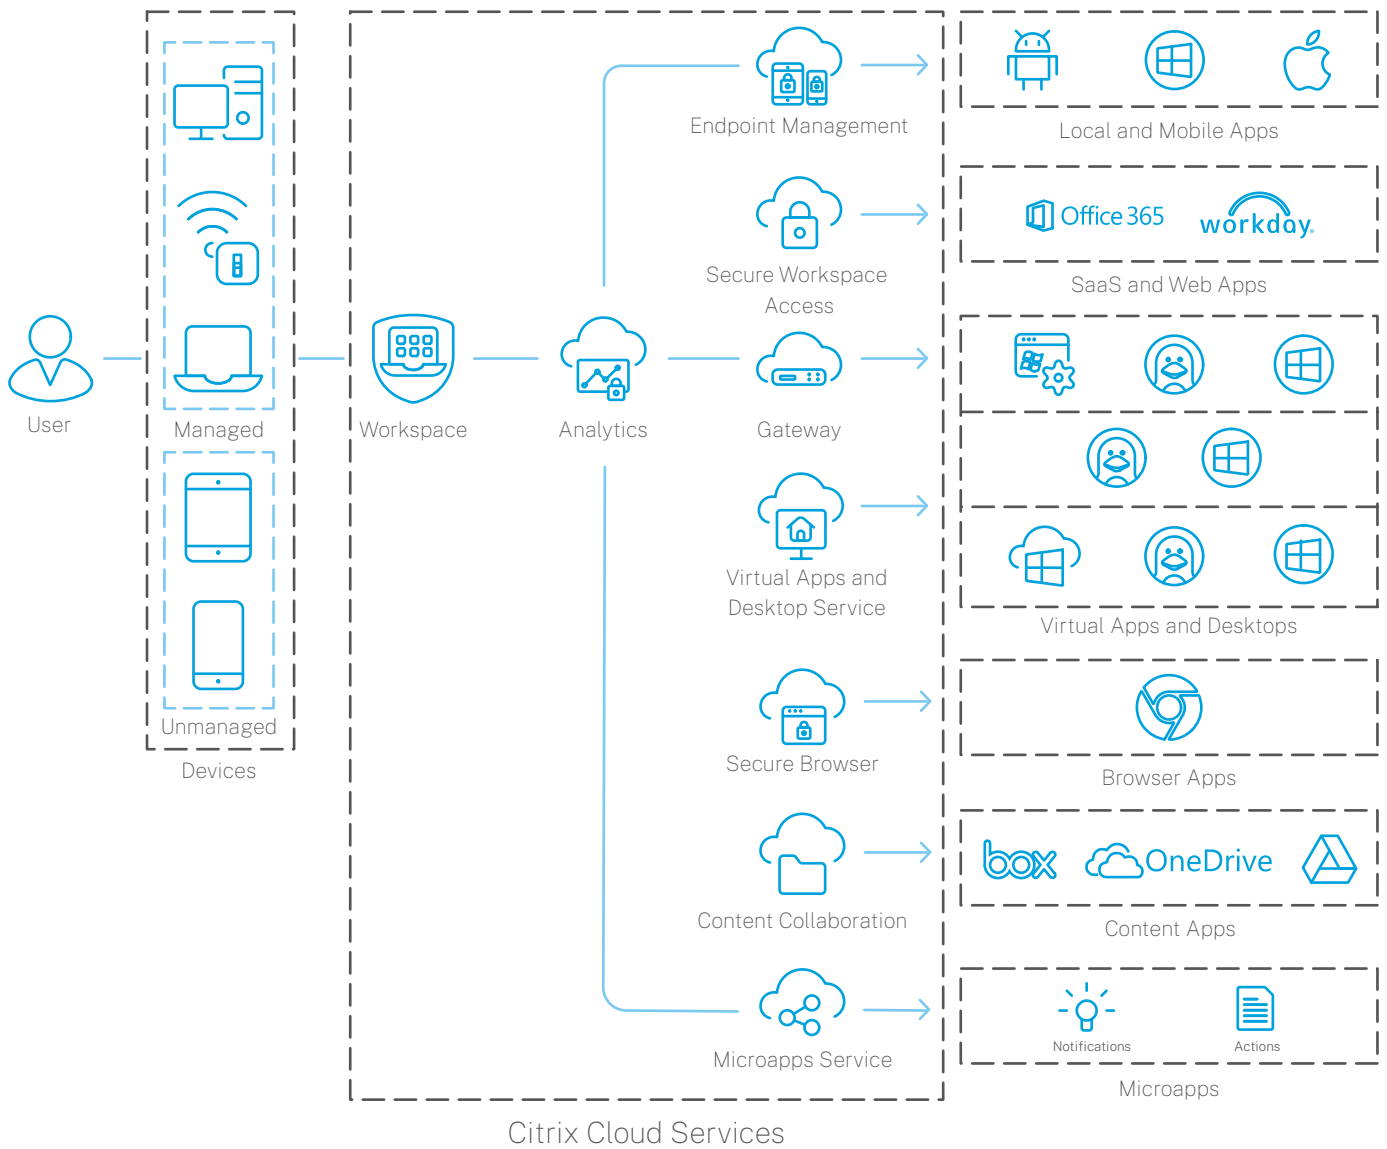 User
Managed
Unmanaged
Devices
Workspace
Analytics
Endpoint Management
Secure Workspace
Access
Gateway
Virtual Apps and
Desktop Service
Secure Browser
Content Collaboration
Microapps Service
Citrix Cloud Services
Local and Mobile Apps
Office 365
workday.
SaaS and Web Apps
Virtual Apps and Desktops
Browser Apps
box
OneDrive
Content Apps
Notifications
Actions
Microapps